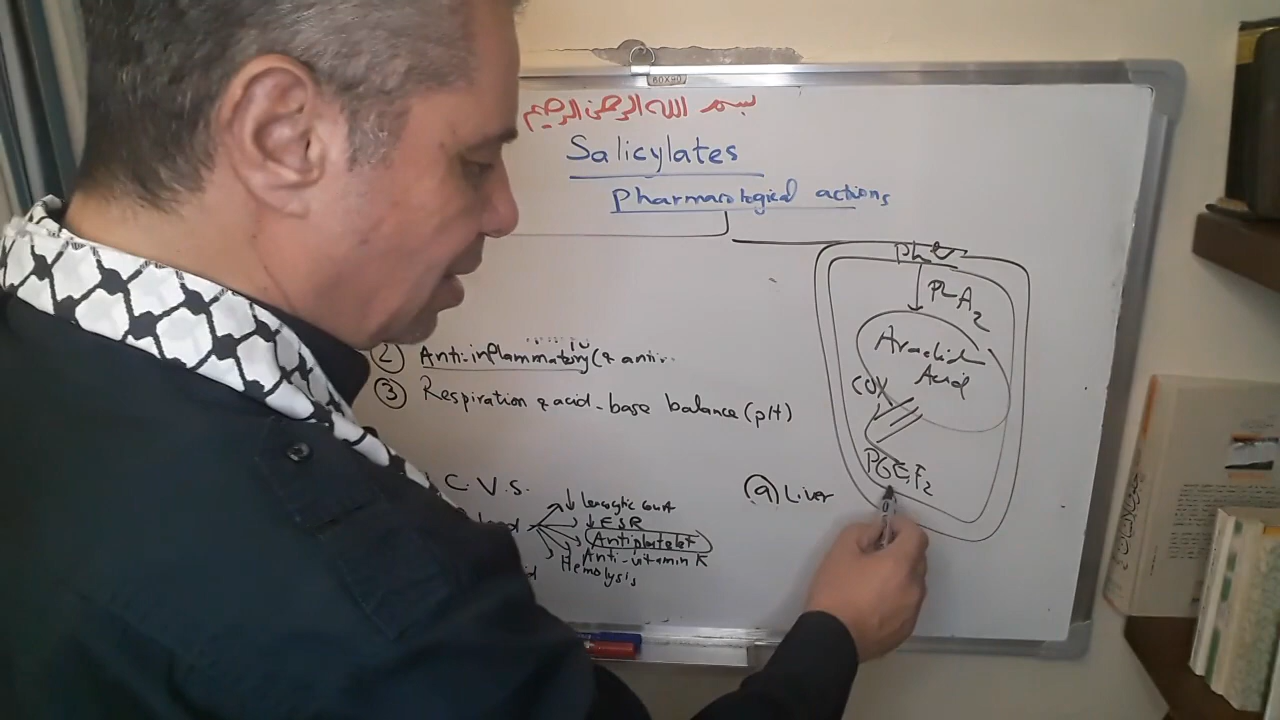 60X90
بسم الله الرحمن الرحيم
Salicylates
Pharmacological actions
② Anti-inflammatory (& anti-
③ Respiration & acid-base balance (pH)
C.V.S.
↓ leucocytic count
↓ ESR
Antiplatelet
Anti-vitamin K
Hemolysis
⑨ Liver
PLA2
Arachid
Acid
COX
PGE, F2